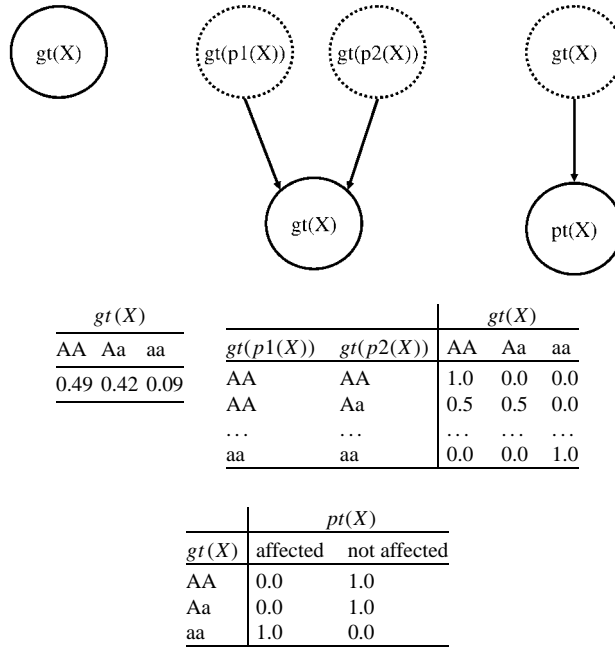 gt(X) gt(p1(X)) gt(p2(X)) gt(X)
gt(X) pt(X)
gt(X)
AA Aa aa
0.49 0.42 0.09
gt(X)
gt(p1(X)) gt(p2(X)) AA Aa aa
AA AA 1.0 0.0 0.0
AA Aa 0.5 0.5 0.0
... ... ... ... ...
aa aa 0.0 0.0 1.0
pt(X)
gt(X) affected not affected
AA 0.0 1.0
Aa 0.0 1.0
aa 1.0 0.0